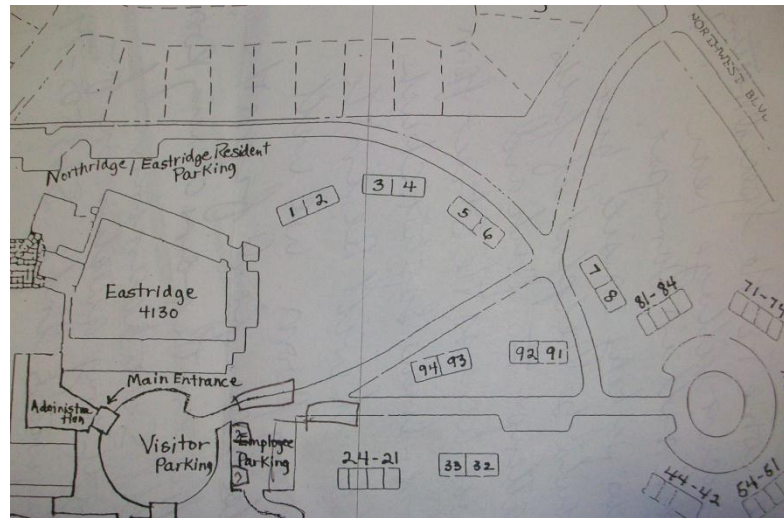 NORTHWEST BLVD
Northridge / Eastridge Resident
Parking
1 2
3 4
5
6
7
8
81-84
71-74
Eastridge
4130
92 91
94 93
Main Entrance
Administra-
tion
Visitor
Parking
Employee
Parking
24-21
33 32
44-42
64-61